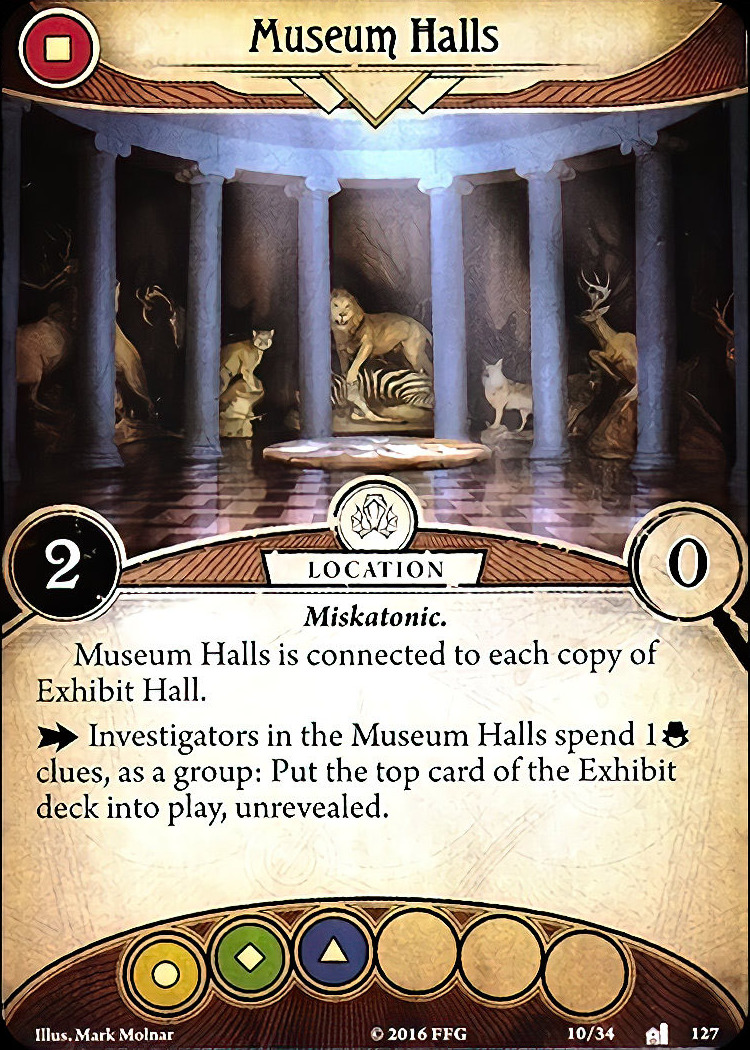 Museum Halls
2
LOCATION
0
Miskatonic.
Museum Halls is connected to each copy of
Exhibit Hall.
Investigators in the Museum Halls spend 1
clues, as a group: Put the top card of the Exhibit
deck into play, unrevealed.
Illus. Mark Molnar © 2016 FFG 10/34 127